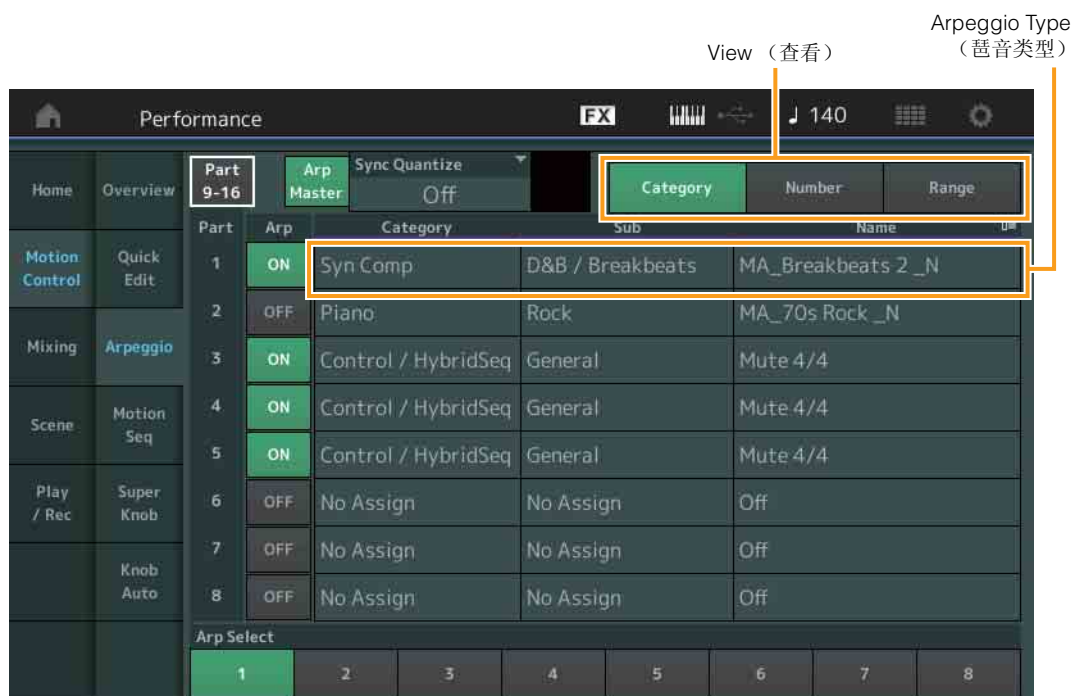 Arpeggio Type
（琶音类型）
View （查看）
Performance
FX
140
Home
Overview
Part
9-16
Arp
Master
Sync Quantize
Off
Category
Number
Range
Part
Arp
Category
Sub
Name
Motion
Control
Quick
Edit
1
ON
Syn Comp
D&B / Breakbeats
MA_Breakbeats 2 _N
2
OFF
Piano
Rock
MA_70s Rock _N
Mixing
Arpeggio
3
ON
Control / HybridSeq
General
Mute 4/4
Scene
Motion
Seq
4
ON
Control / HybridSeq
General
Mute 4/4
5
ON
Control / HybridSeq
General
Mute 4/4
Play
/ Rec
Super
Knob
6
OFF
No Assign
No Assign
Off
Knob
Auto
7
OFF
No Assign
No Assign
Off
8
OFF
No Assign
No Assign
Off
Arp Select
1
2
3
4
5
6
7
8